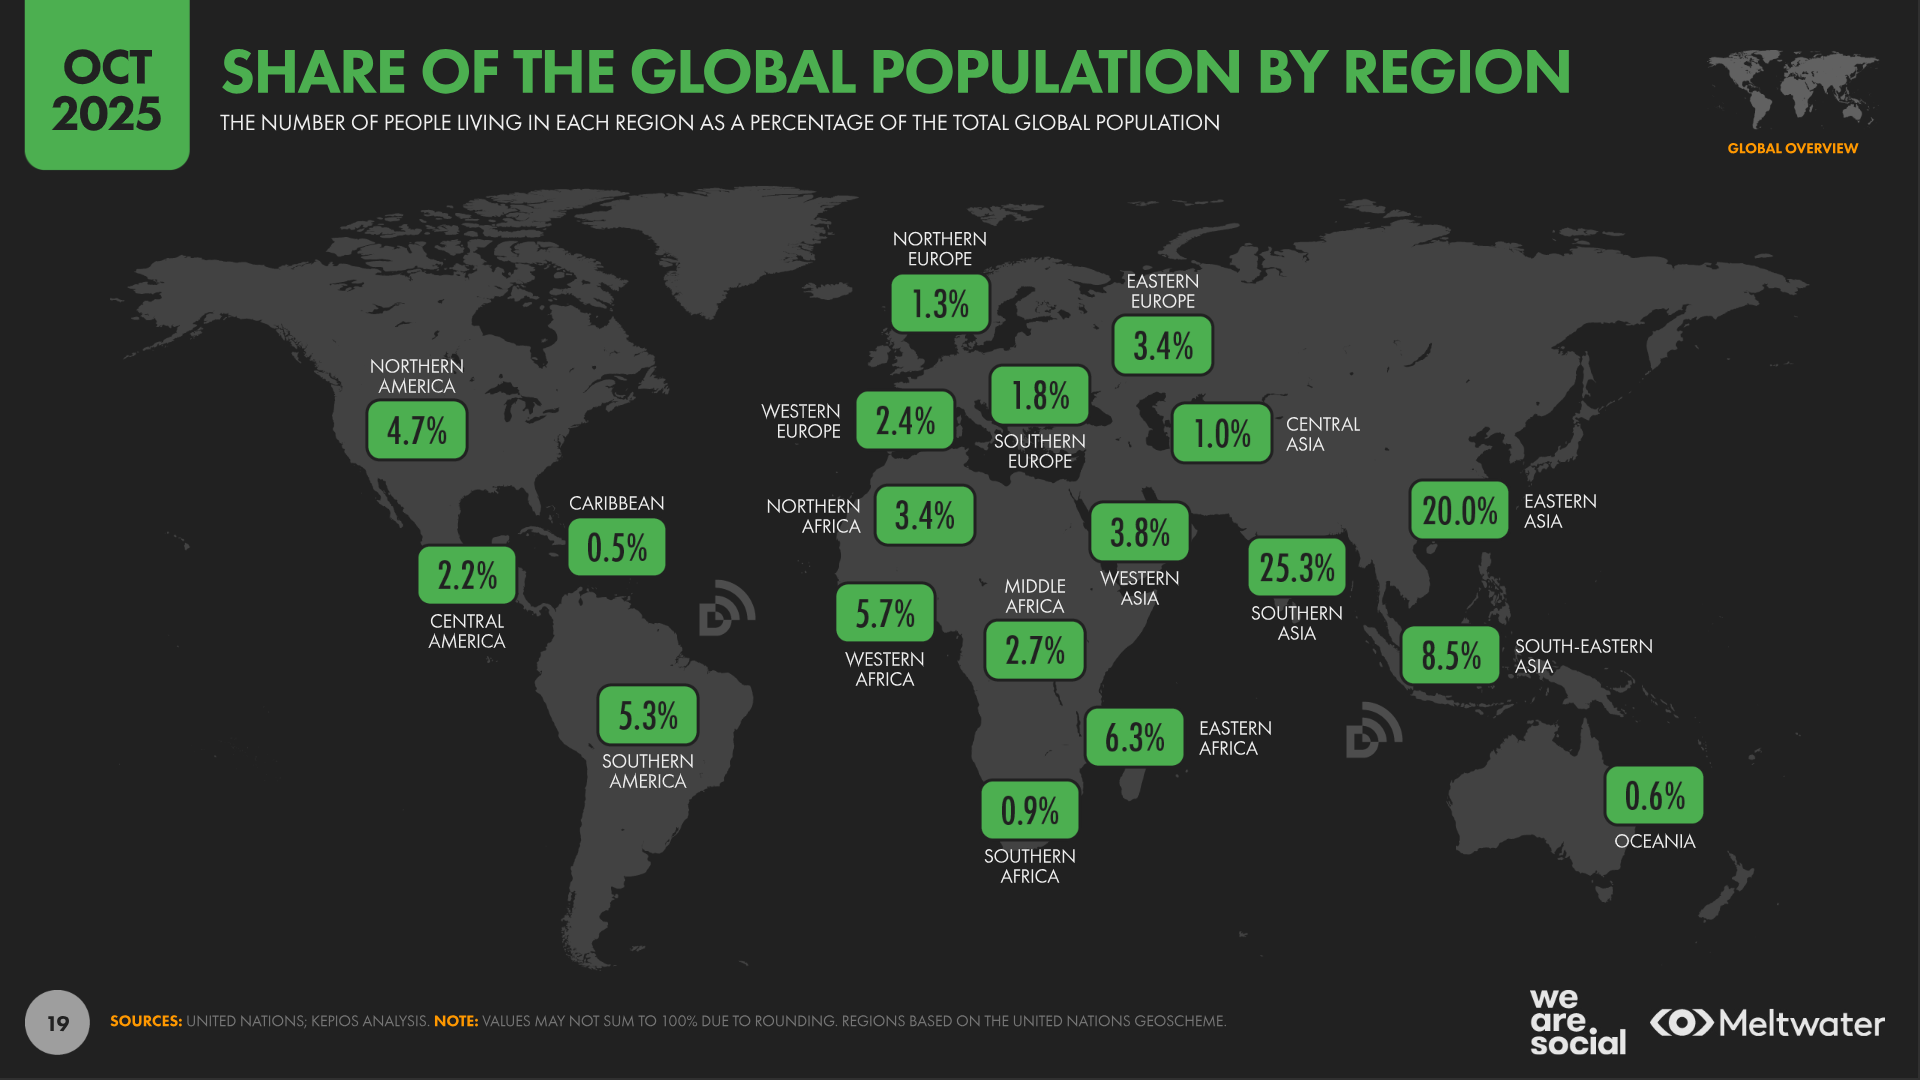 OCT
2025
SHARE OF THE GLOBAL POPULATION BY REGION
THE NUMBER OF PEOPLE LIVING IN EACH REGION AS A PERCENTAGE OF THE TOTAL GLOBAL POPULATION
GLOBAL OVERVIEW
NORTHERN
EUROPE
1.3%
EASTERN
EUROPE
3.4%
NORTHERN
AMERICA
4.7%
WESTERN
EUROPE
2.4%
1.8%
SOUTHERN
EUROPE
1.0%
CENTRAL
ASIA
CARIBBEAN
0.5%
NORTHERN
AFRICA
3.4%
3.8%
WESTERN
ASIA
20.0%
EASTERN
ASIA
2.2%
CENTRAL
AMERICA
25.3%
SOUTHERN
ASIA
5.7%
WESTERN
AFRICA
MIDDLE
AFRICA
2.7%
8.5%
SOUTH-EASTERN
ASIA
5.3%
SOUTHERN
AMERICA
6.3%
EASTERN
AFRICA
0.9%
SOUTHERN
AFRICA
0.6%
OCEANIA
19
SOURCES: UNITED NATIONS; KEPIOS ANALYSIS. NOTE: VALUES MAY NOT SUM TO 100% DUE TO ROUNDING. REGIONS BASED ON THE UNITED NATIONS GEOSCHEME.
we
are
social
Meltwater